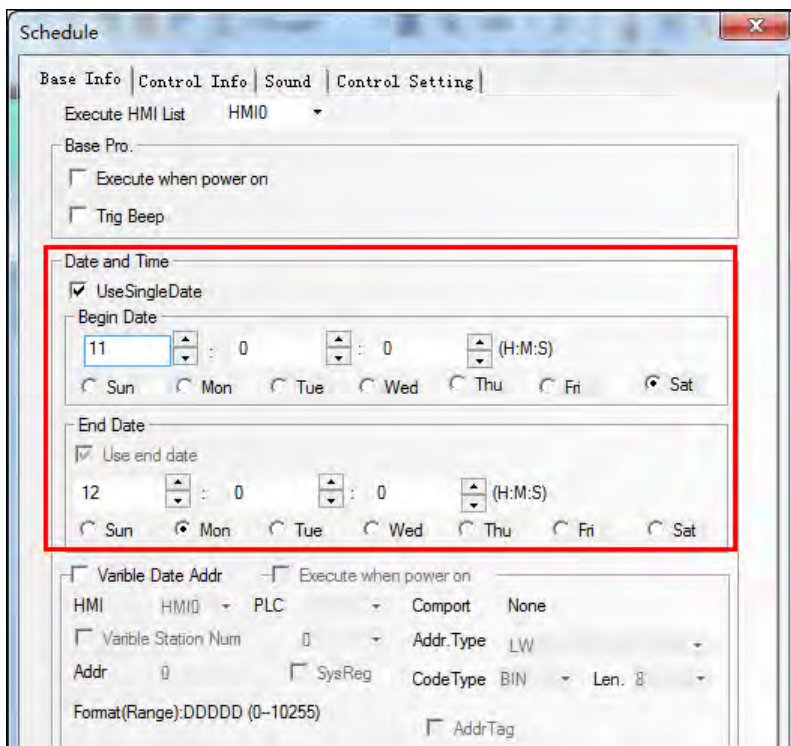 Schedule
Base Info Control Info Sound Control Setting
Execute HMI List HMI0
Base Pro.
Execute when power on
Trig Beep
Date and Time
UseSingleDate
Begin Date
11 : 0 : 0 (H:M:S)
Sun Mon Tue Wed Thu Fri Sat
End Date
Use end date
12 : 0 : 0 (H:M:S)
Sun Mon Tue Wed Thu Fri Sat
Varible Date Addr Execute when power on
HMI HMI0 PLC Comport None
Varible Station Num 0 Addr.Type LW
Addr 0 SysReg CodeType BIN Len. 8
Format(Range):DDDDD (0--10255)
AddrTag